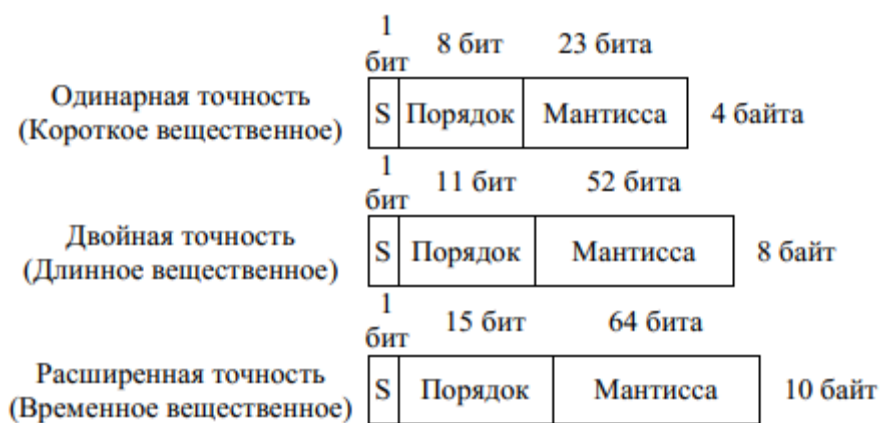 1
бит
8 бит
23 бита
Одинарная точность
(Короткое вещественное)
S
Порядок
Мантисса
4 байта
1
бит
11 бит
52 бита
Двойная точность
(Длинное вещественное)
S
Порядок
Мантисса
8 байт
1
бит
15 бит
64 бита
Расширенная точность
(Временное вещественное)
S
Порядок
Мантисса
10 байт